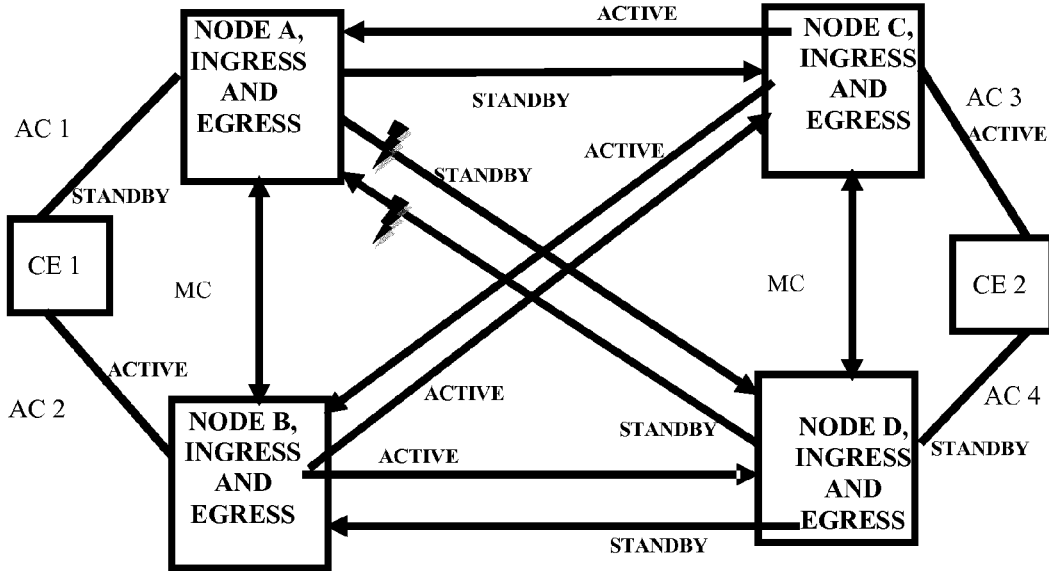 ACTIVE
NODE A,
INGRESS
AND
EGRESS
NODE C,
INGRESS
AND
EGRESS
STANDBY
AC 1
AC 3
ACTIVE
ACTIVE
STANDBY
STANDBY
CE 1
MC
MC
CE 2
ACTIVE
ACTIVE
AC 2
AC 4
NODE B,
INGRESS
AND
EGRESS
STANDBY
NODE D,
INGRESS
AND
EGRESS
STANDBY
ACTIVE
STANDBY